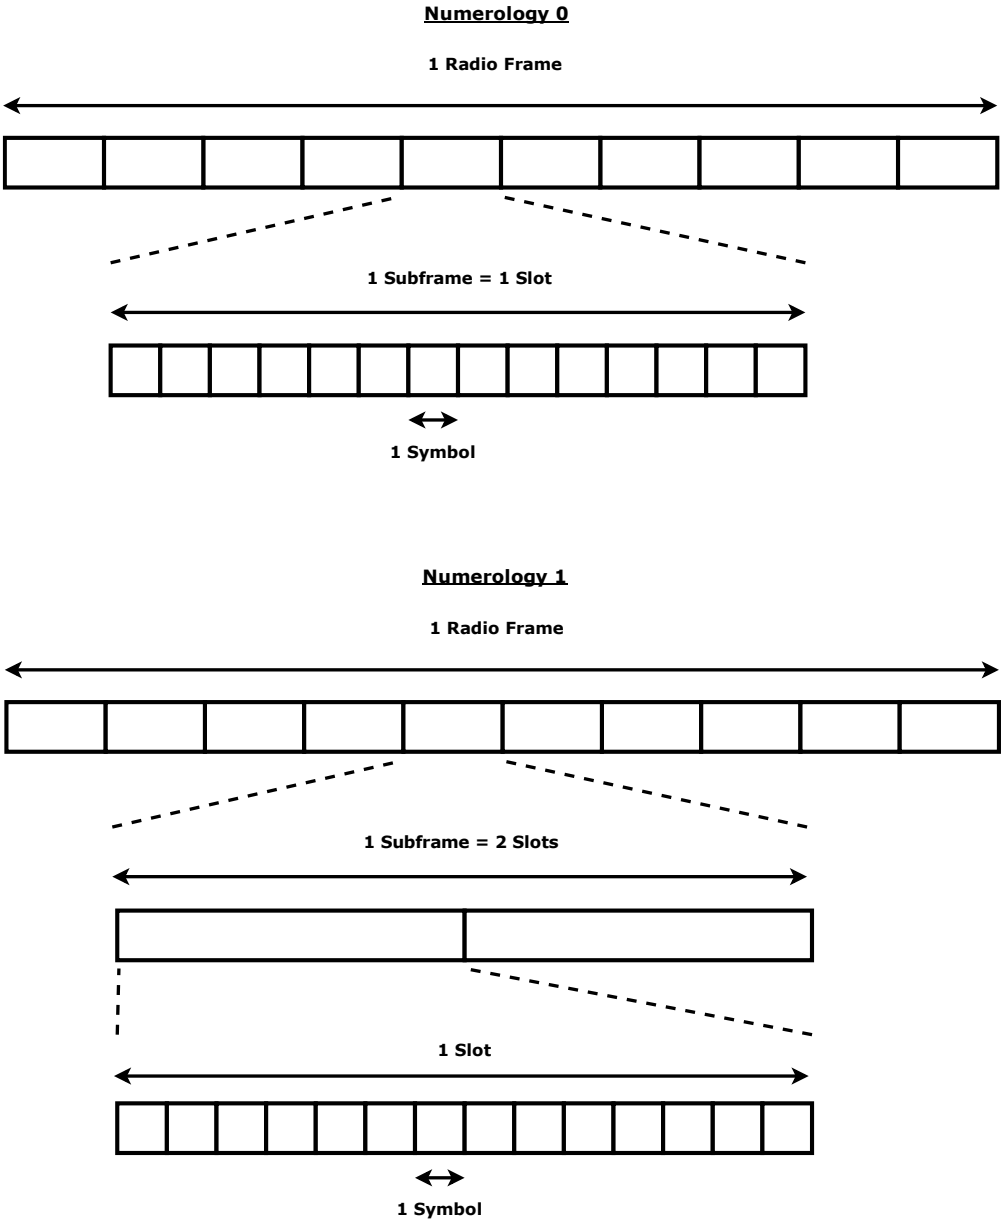 Numerology 0
1 Radio Frame
1 Subframe = 1 Slot
1 Symbol
Numerology 1
1 Radio Frame
1 Subframe = 2 Slots
1 Slot
1 Symbol